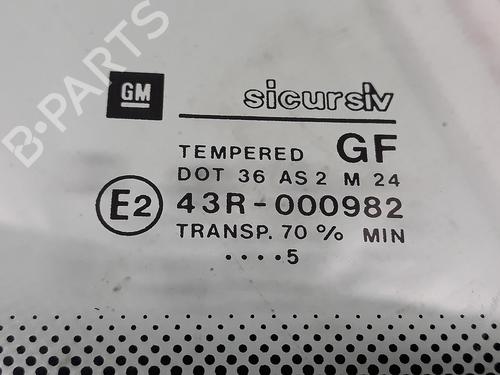 B-PARTS
GM sicursiv
TEMPERED GF
DOT 36 AS2 M 24
E2 43R-000982
TRANSP. 70% MIN
....5